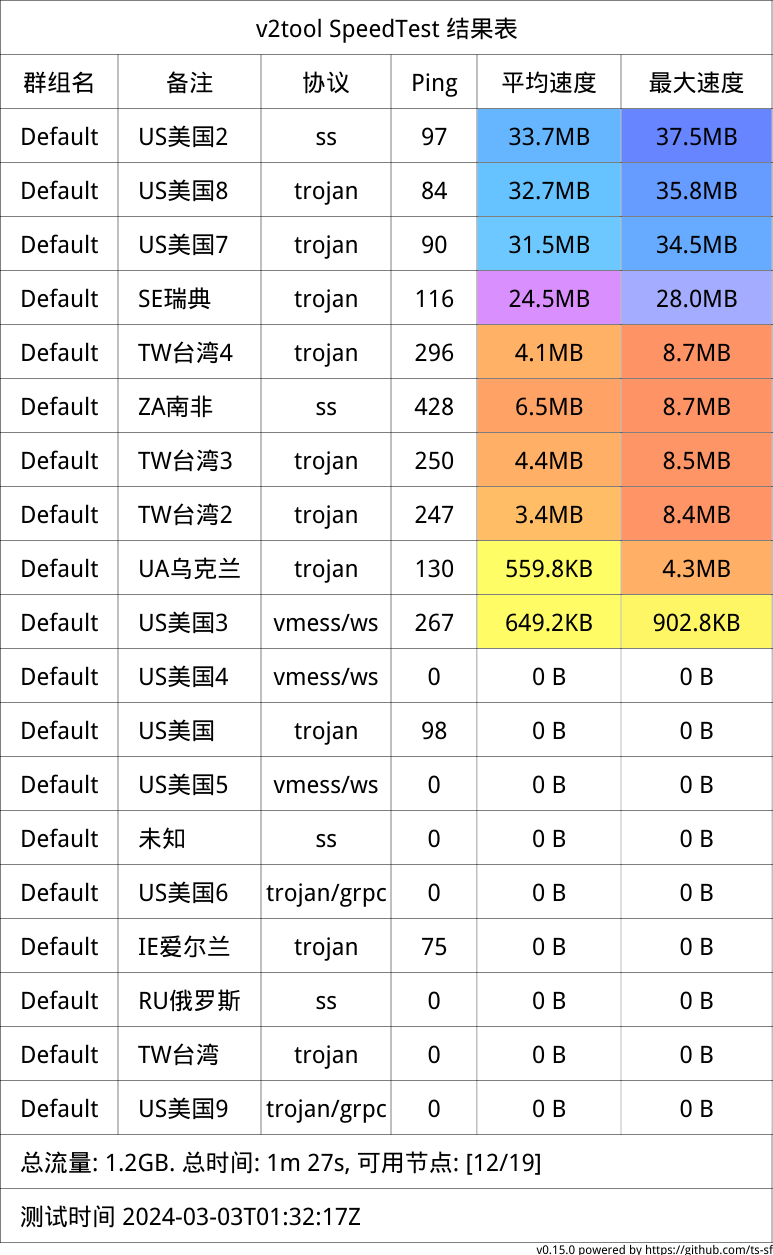 v2tool SpeedTest 结果表
群组名 备注 协议 Ping 平均速度 最大速度
Default US美国2 ss 97 33.7MB 37.5MB
Default US美国8 trojan 84 32.7MB 35.8MB
Default US美国7 trojan 90 31.5MB 34.5MB
Default SE瑞典 trojan 116 24.5MB 28.0MB
Default TW台湾4 trojan 296 4.1MB 8.7MB
Default ZA南非 ss 428 6.5MB 8.7MB
Default TW台湾3 trojan 250 4.4MB 8.5MB
Default TW台湾2 trojan 247 3.4MB 8.4MB
Default UA乌克兰 trojan 130 559.8KB 4.3MB
Default US美国3 vmess/ws 267 649.2KB 902.8KB
Default US美国4 vmess/ws 0 0 B 0 B
Default US美国 trojan 98 0 B 0 B
Default US美国5 vmess/ws 0 0 B 0 B
Default 未知 ss 0 0 B 0 B
Default US美国6 trojan/grpc 0 0 B 0 B
Default IE爱尔兰 trojan 75 0 B 0 B
Default RU俄罗斯 ss 0 0 B 0 B
Default TW台湾 trojan 0 0 B 0 B
Default US美国9 trojan/grpc 0 0 B 0 B
总流量: 1.2GB. 总时间: 1m 27s, 可用节点: [12/19]
测试时间 2024-03-03T01:32:17Z
v0.15.0 powered by https://github.com/ts-sf